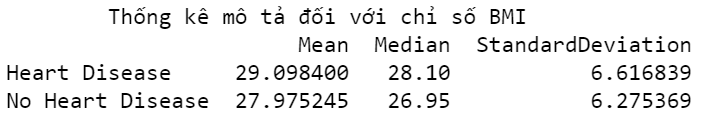 Thống kê mô tả đối với chỉ số BMI
Mean Median StandardDeviation
Heart Disease 29.098400 28.10 6.616839
No Heart Disease 27.975245 26.95 6.275369